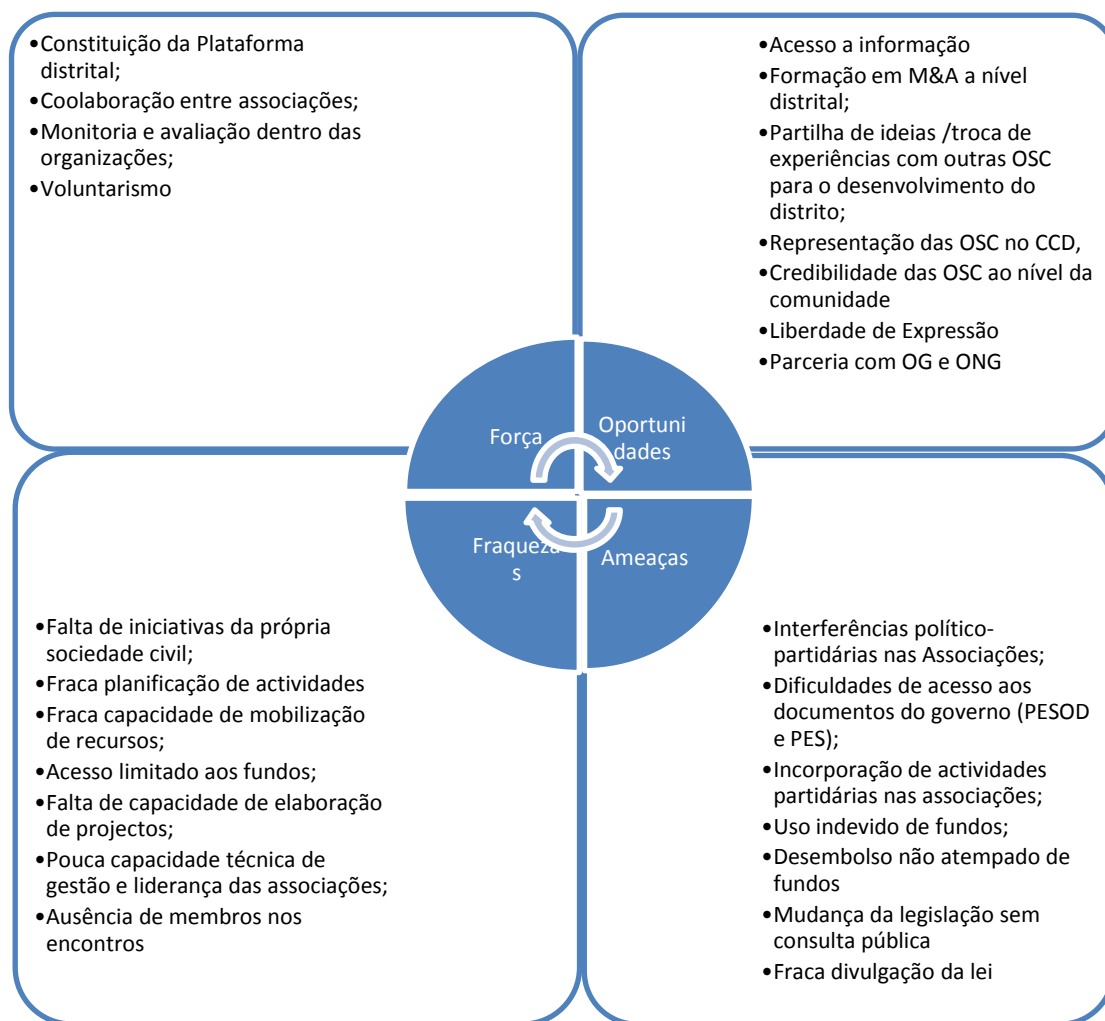 •Constituição da Plataforma
distrital;
•Coolaboração entre associações;
•Monitoria e avaliação dentro das
organizações;
•Voluntarismo
•Acesso a informação
•Formação em M&A a nível
distrital;
•Partilha de ideias /troca de
experiências com outras OSC
para o desenvolvimento do
distrito;
•Representação das OSC no CCD,
•Credibilidade das OSC ao nível da
comunidade
•Liberdade de Expressão
•Parceria com OG e ONG
Força
Oportuni
dades
Fraqueza
s
Ameaças
•Falta de iniciativas da própria
sociedade civil;
•Fraca planificação de actividades
•Fraca capacidade de mobilização
de recursos;
•Acesso limitado aos fundos;
•Falta de capacidade de elaboração
de projectos;
•Pouca capacidade técnica de
gestão e liderança das associações;
•Ausência de membros nos
encontros
•Interferências político-
partidárias nas Associações;
•Dificuldades de acesso aos
documentos do governo (PESOD
e PES);
•Incorporação de actividades
partidárias nas associações;
•Uso indevido de fundos;
•Desembolso não atempado de
fundos
•Mudança da legislação sem
consulta pública
•Fraca divulgação da lei